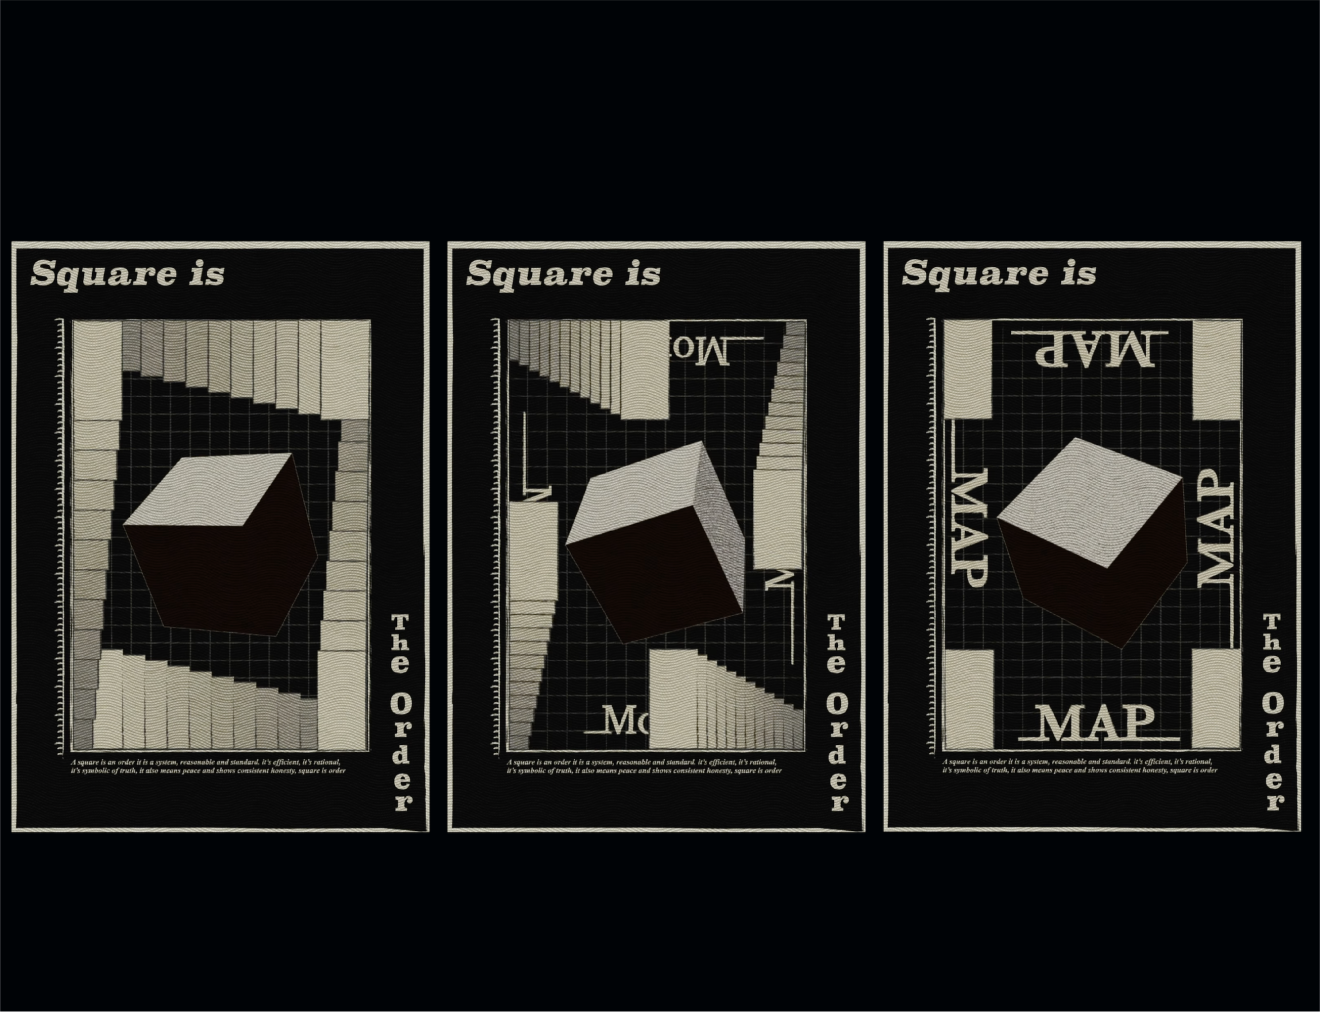 Square is
The Order
A square is an order it is a system, reasonable and standard. it's efficient, it's rational,
it's symbolic of truth, it also means peace and shows consistent honesty, square is order
Square is
Mo
M
M
Mo
The Order
A square is an order it is a system, reasonable and standard. it's efficient, it's rational,
it's symbolic of truth, it also means peace and shows consistent honesty, square is order
Square is
MAP
MAP
MAP
MAP
The Order
A square is an order it is a system, reasonable and standard. it's efficient, it's rational,
it's symbolic of truth, it also means peace and shows consistent honesty, square is order